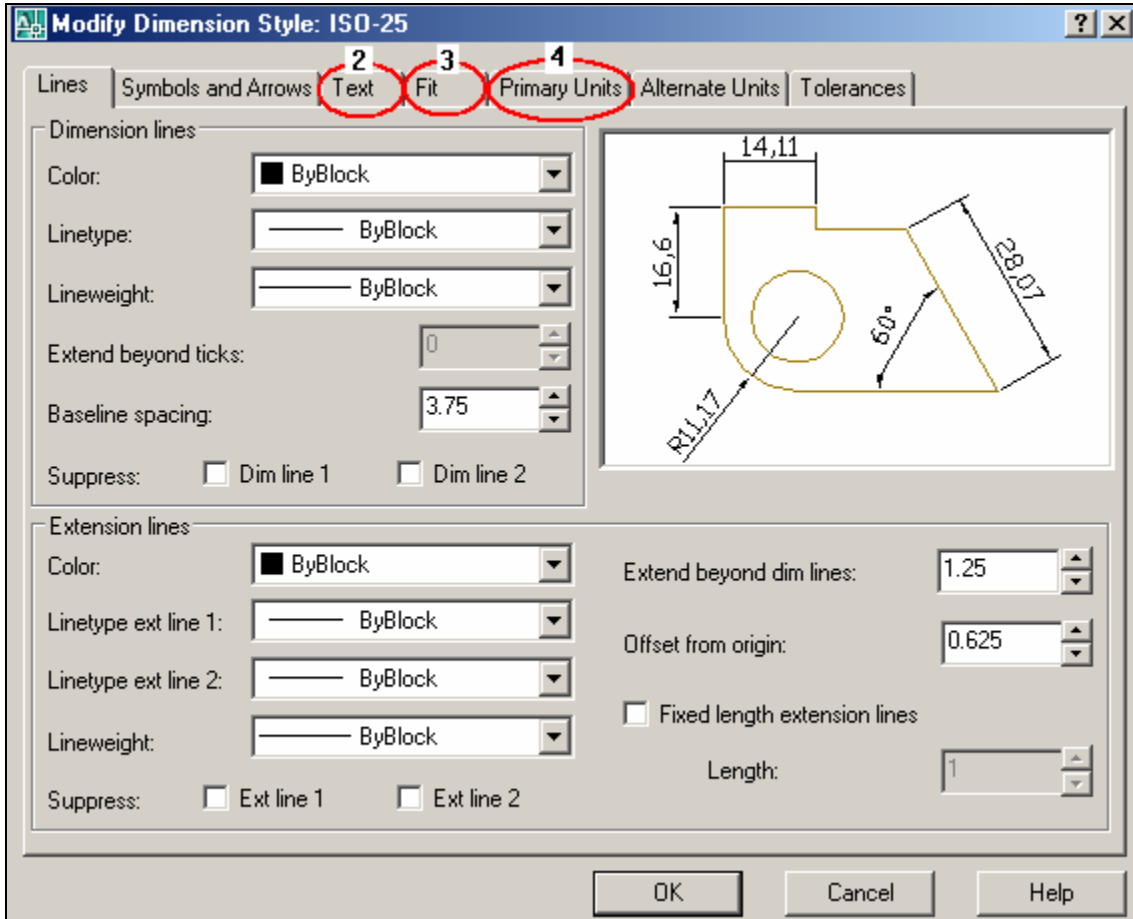 Modify Dimension Style: ISO-25
2 3 4
Lines Symbols and Arrows Text Fit Primary Units Alternate Units Tolerances
Dimension lines
Color: ByBlock
Linetype: ByBlock
Lineweight: ByBlock
Extend beyond ticks: 0
Baseline spacing: 3.75
Suppress: Dim line 1 Dim line 2
14,11
16,6
28,07
60°
R11,17
Extension lines
Color: ByBlock
Linetype ext line 1: ByBlock
Linetype ext line 2: ByBlock
Lineweight: ByBlock
Suppress: Ext line 1 Ext line 2
Extend beyond dim lines: 1.25
Offset from origin: 0.625
Fixed length extension lines
Length: 1
OK Cancel Help